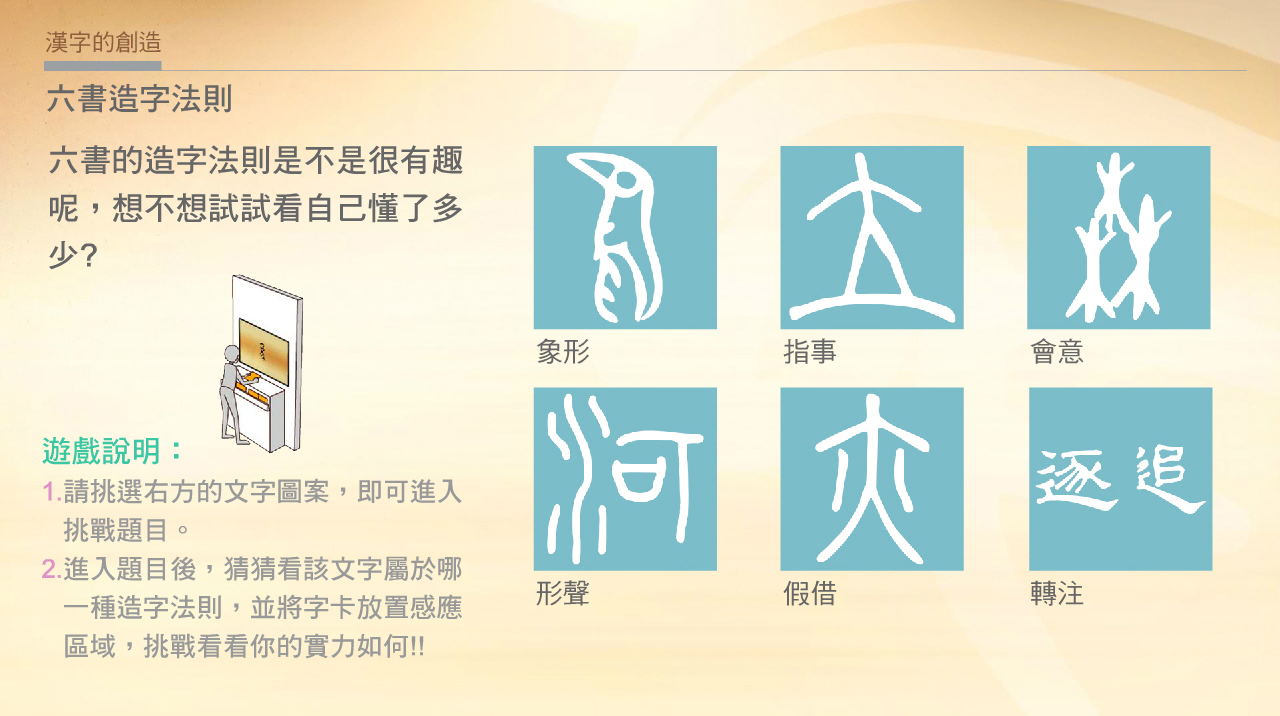 漢字的創造
六書造字法則
六書的造字法則是不是很有趣
呢，想不想試試看自己懂了多
少?
遊戲說明：
1.請挑選右方的文字圖案，即可進入
挑戰題目。
2.進入題目後，猜猜看該文字屬於哪
一種造字法則，並將字卡放置感應
區域，挑戰看看你的實力如何!!
象形
指事
會意
河
逐 追
形聲
假借
轉注